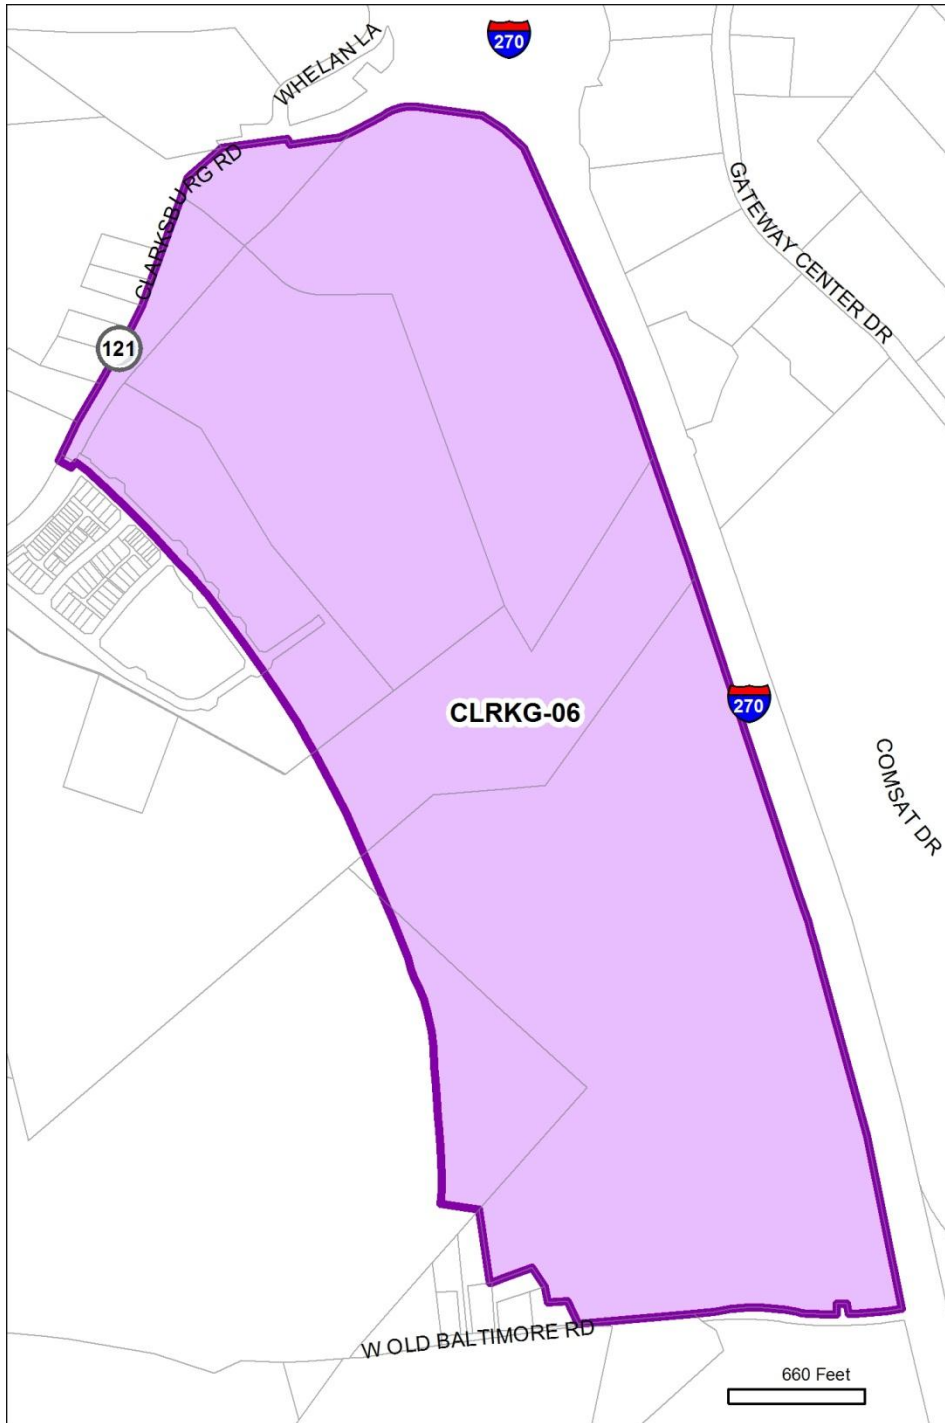 270
WHELAN LA
CLARKSBURG RD
GATEWAY CENTER DR
121
CLRKG-06
270
COMSAT DR
W OLD BALTIMORE RD
660 Feet